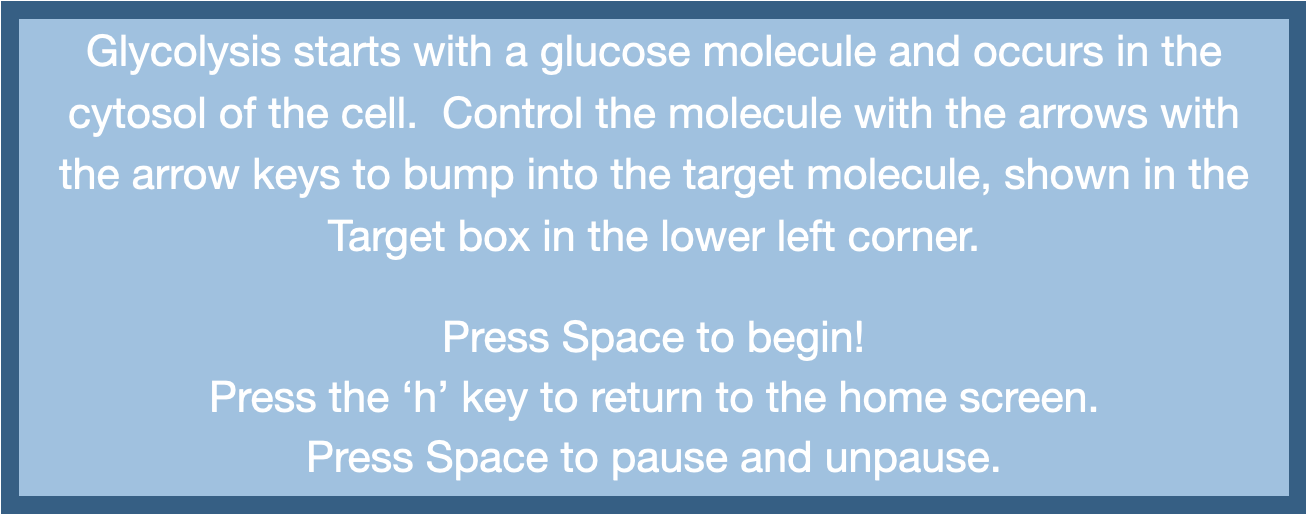 Glycolysis starts with a glucose molecule and occurs in the
cytosol of the cell.  Control the molecule with the arrows with
the arrow keys to bump into the target molecule, shown in the
Target box in the lower left corner.
Press Space to begin!
Press the ‘h’ key to return to the home screen.
Press Space to pause and unpause.